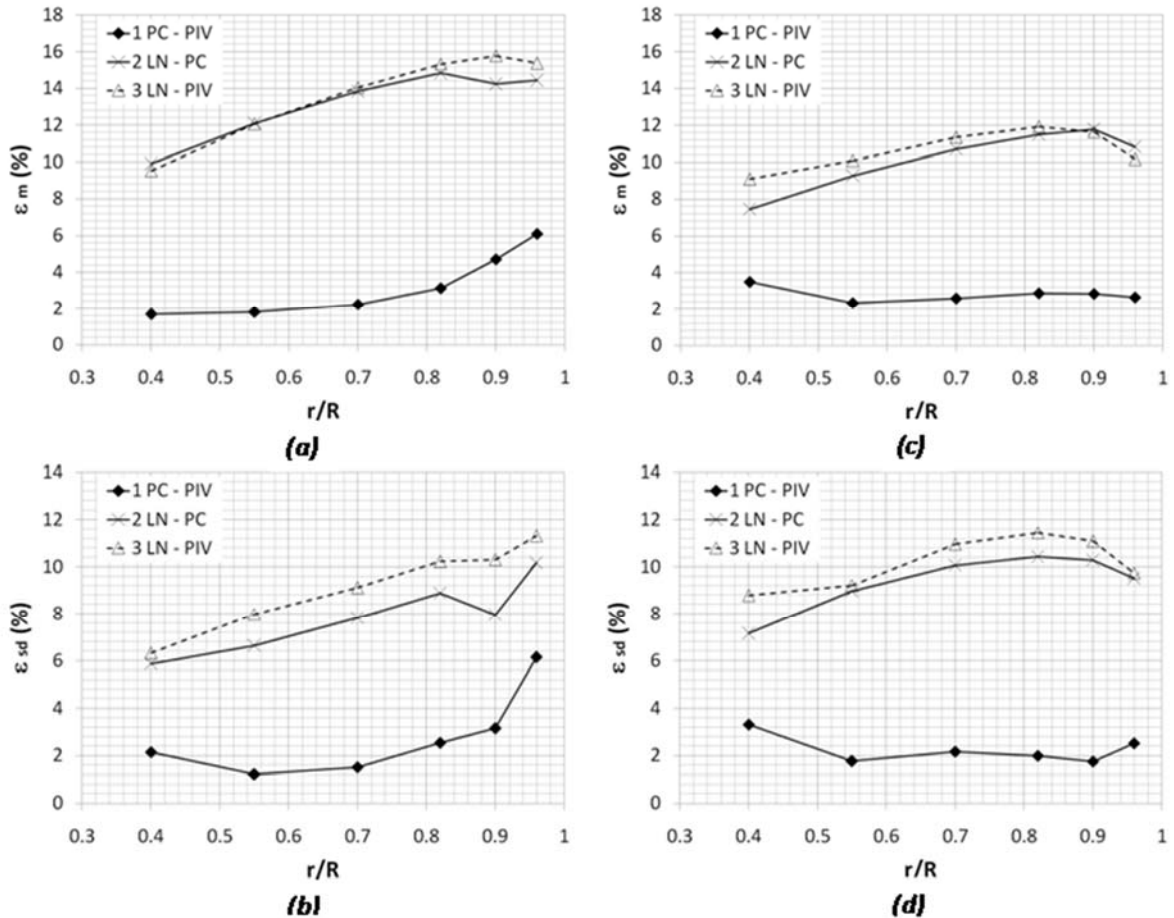 18
16
14
12
10
8
6
4
2
0
ε m (%)
1 PC - PIV
2 LN - PC
3 LN - PIV
0.3 0.4 0.5 0.6 0.7 0.8 0.9 1
r/R
(a)
18
16
14
12
10
8
6
4
2
0
ε m (%)
1 PC - PIV
2 LN - PC
3 LN - PIV
0.3 0.4 0.5 0.6 0.7 0.8 0.9 1
r/R
(c)
14
12
10
8
6
4
2
0
ε sd (%)
1 PC - PIV
2 LN - PC
3 LN - PIV
0.3 0.4 0.5 0.6 0.7 0.8 0.9 1
r/R
(b)
14
12
10
8
6
4
2
0
ε sd (%)
1 PC - PIV
2 LN - PC
3 LN - PIV
0.3 0.4 0.5 0.6 0.7 0.8 0.9 1
r/R
(d)